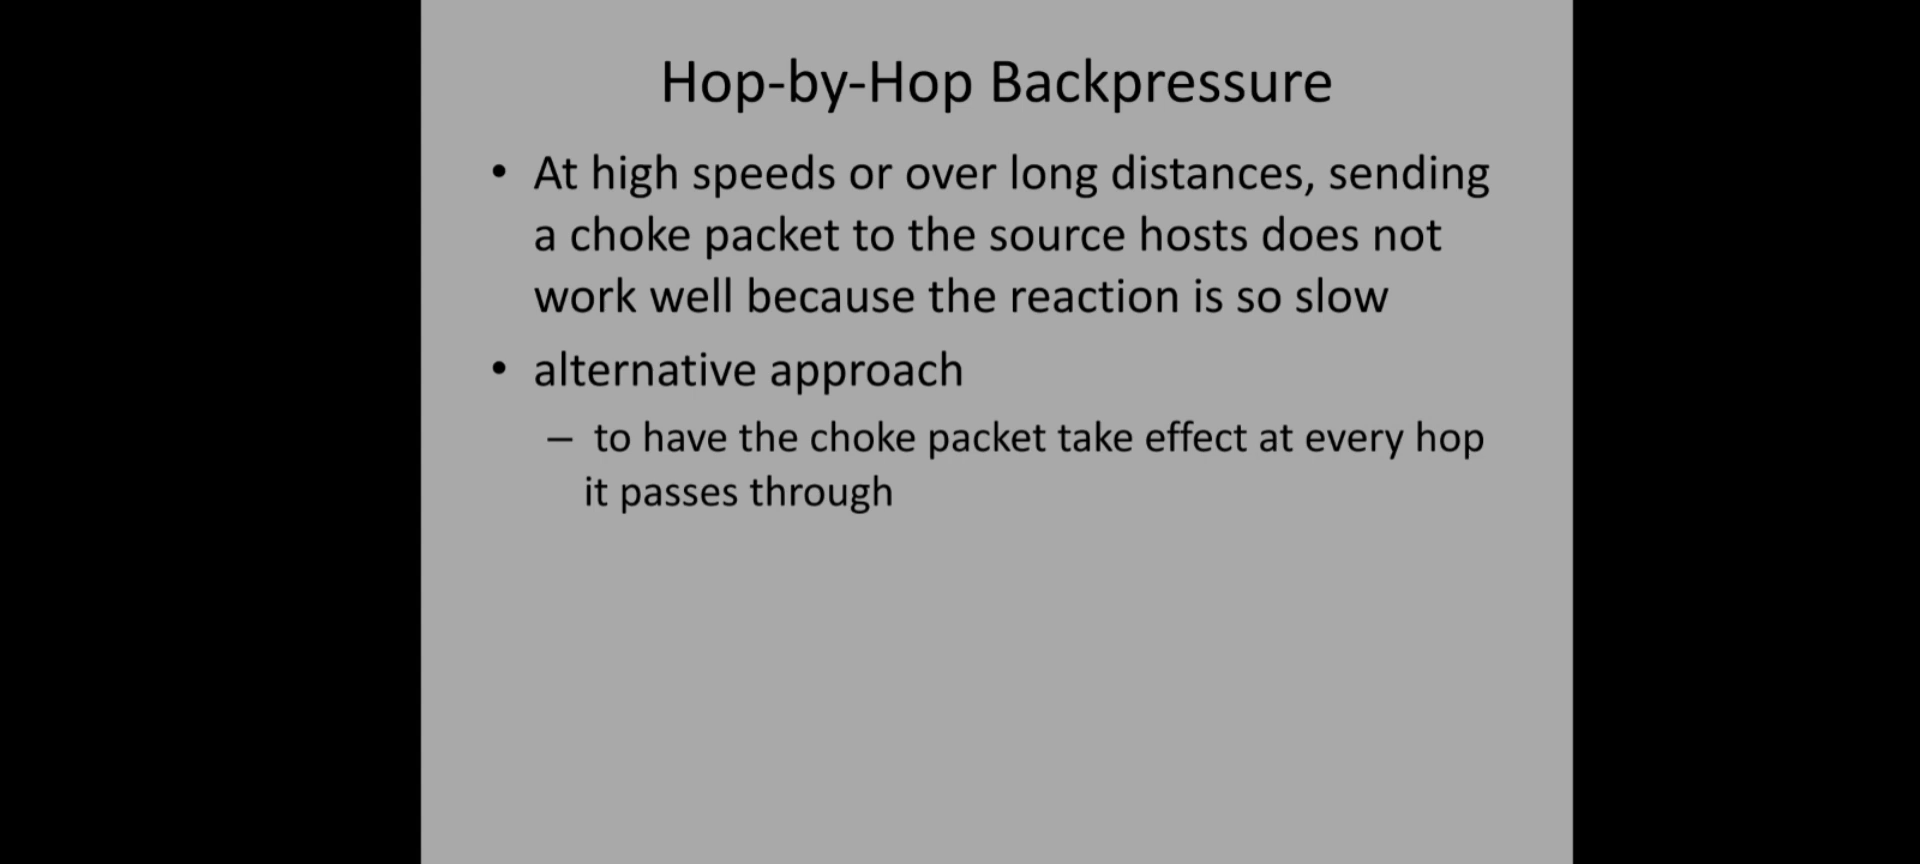 Hop-by-Hop Backpressure
• At high speeds or over long distances, sending
a choke packet to the source hosts does not
work well because the reaction is so slow
• alternative approach
– to have the choke packet take effect at every hop
it passes through